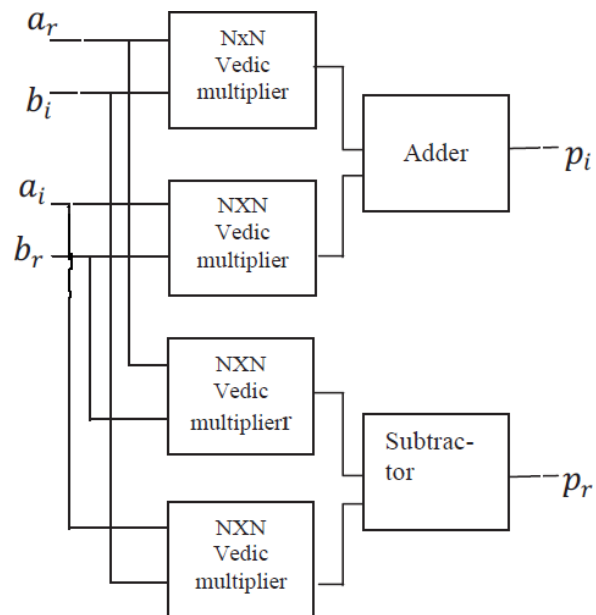 a_r
NxN
Vedic
multiplier
b_i
Adder
p_i
a_i
NXN
Vedic
multiplier
b_r
NXN
Vedic
multiplierr
Subtrac-
tor
p_r
NXN
Vedic
multiplier